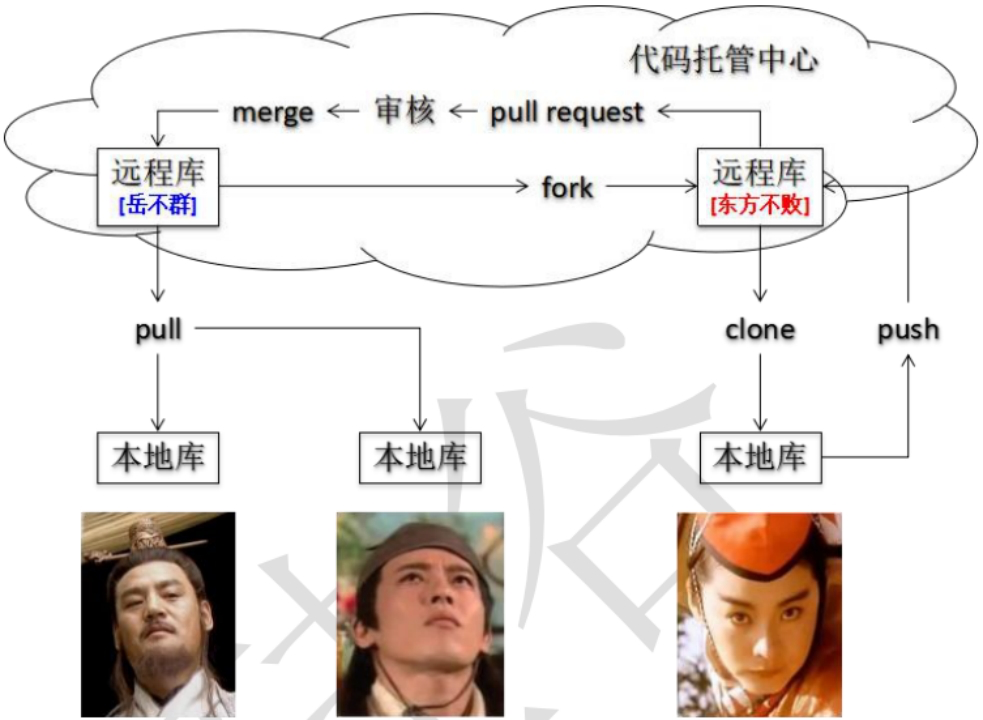 代码托管中心
merge
审核
pull request
远程库
[岳不群]
fork
远程库
[东方不败]
pull
clone
push
本地库
本地库
本地库